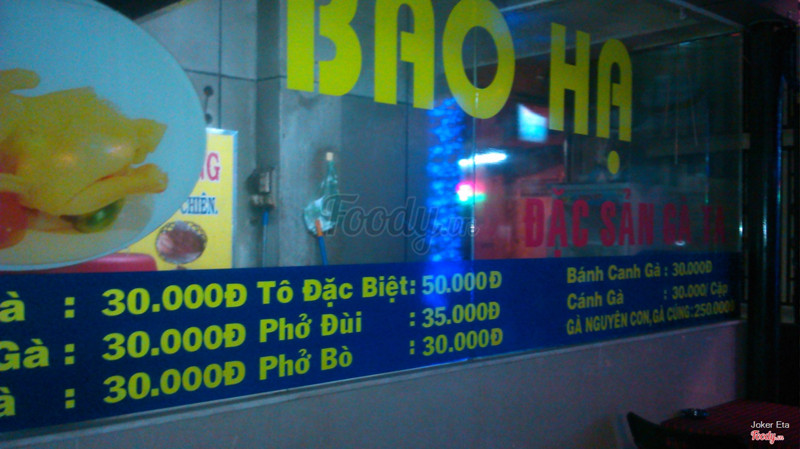 BAO HẠ
NG
CHIÊN.
ĐẶC SẢN GÀ TA
à : 30.000Đ
Gà : 30.000Đ
à : 30.000Đ
Tô Đặc Biệt : 50.000Đ
Phở Đùi : 35.000Đ
Phở Bò : 30.000Đ
Bánh Canh Gà : 30.000Đ
Cánh Gà : 30.000/ Cặp
GÀ NGUYÊN CON, GÀ CÚNG: 250.000Đ
Foody.vn
Joker Eta
Foody.vn